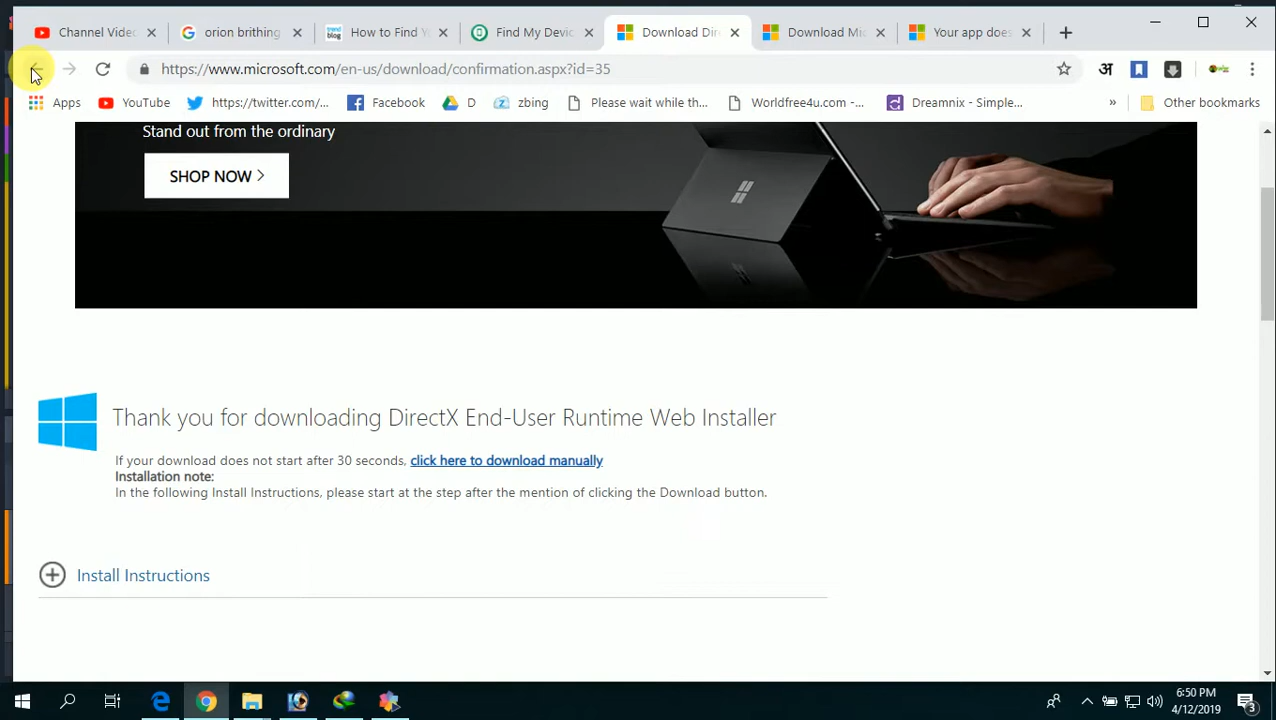 Channel Video
onion brithing
How to Find Y
Find My Devic
Download Dire
Download Mic
Your app does
https://www.microsoft.com/en-us/download/confirmation.aspx?id=35
अ
Apps
YouTube
https://twitter.com/...
Facebook
D
zbing
Please wait while th...
Worldfree4u.com -...
Dreamnix - Simple...
»
Other bookmarks
Stand out from the ordinary
SHOP NOW
Thank you for downloading DirectX End-User Runtime Web Installer
If your download does not start after 30 seconds, click here to download manually
Installation note:
In the following Install Instructions, please start at the step after the mention of clicking the Download button.
Install Instructions
6:50 PM
4/12/2019
3